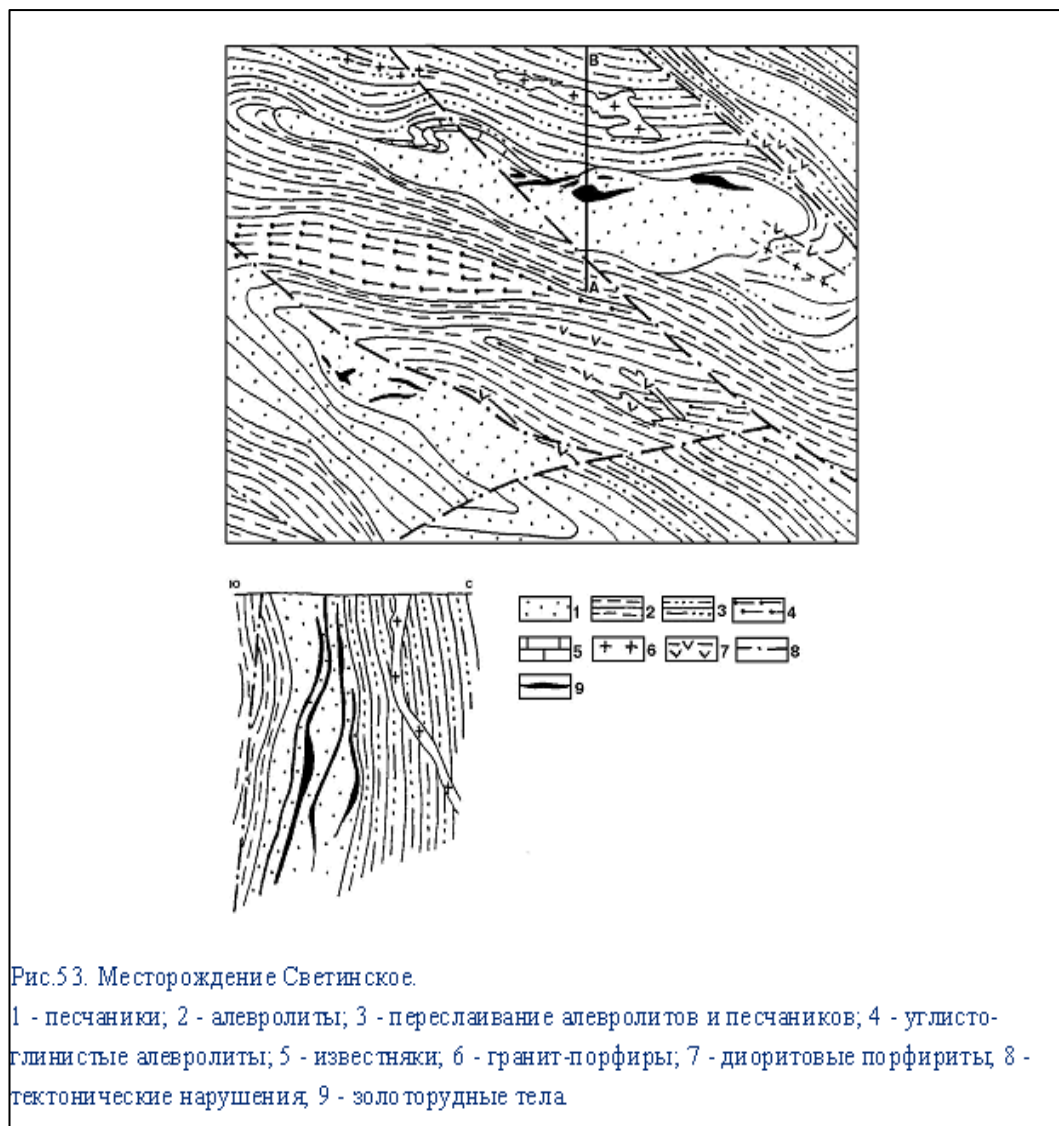 В
А
Ю С
1 2 3 4
5 6 7 8
9
Рис.53. Месторождение Светинское.
1 - песчаники; 2 - алевролиты; 3 - переслаивание алевролитов и песчаников; 4 - углисто-
глинистые алевролиты; 5 - известняки; 6 - гранит-порфиры; 7 - диоритовые порфириты; 8 -
тектонические нарушения; 9 - золоторудные тела